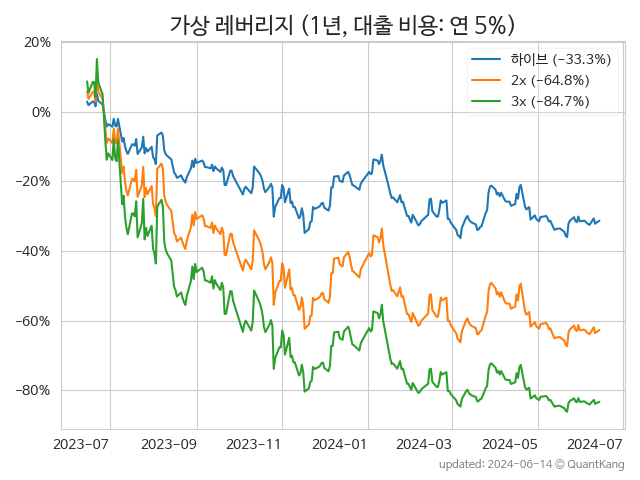 가상 레버리지 (1년, 대출 비용: 연 5%)
20%
0%
−20%
−40%
−60%
−80%
하이브 (−33.3%)
2x (−64.8%)
3x (−84.7%)
2023−07 2023−09 2023−11 2024−01 2024−03 2024−05 2024−07
updated: 2024−06−14 ⓒ QuantKang